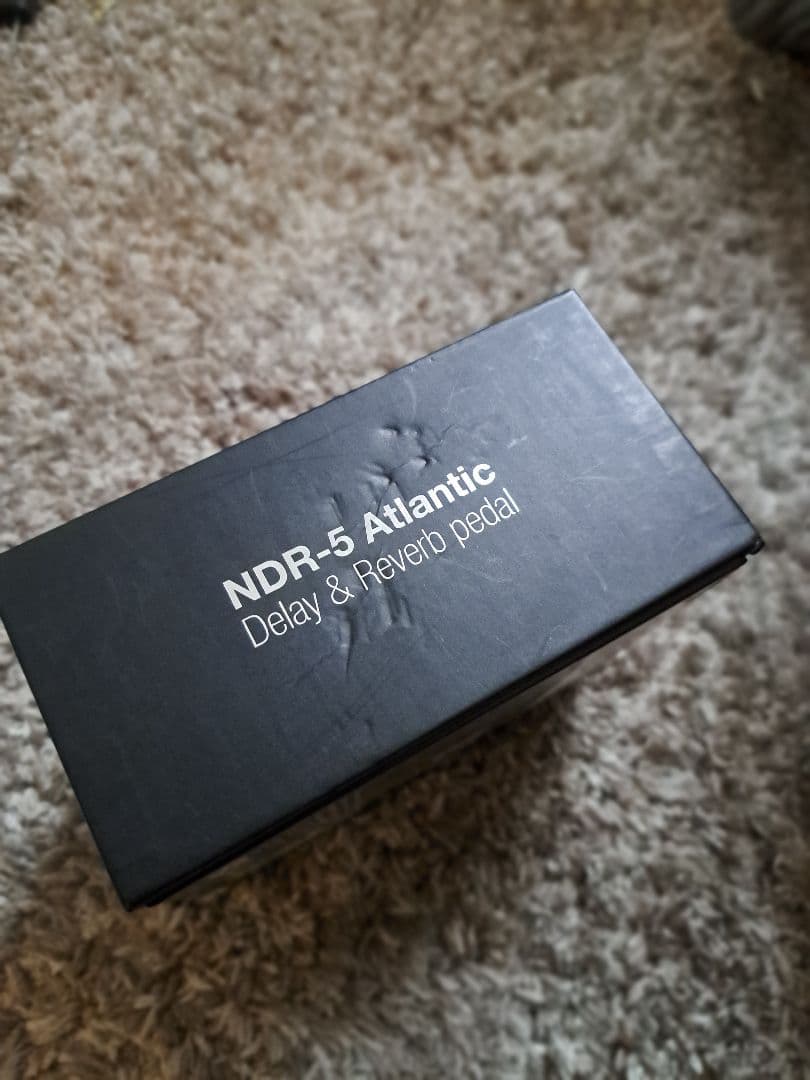 NDR-5 Atlantic
Delay & Reverb pedal